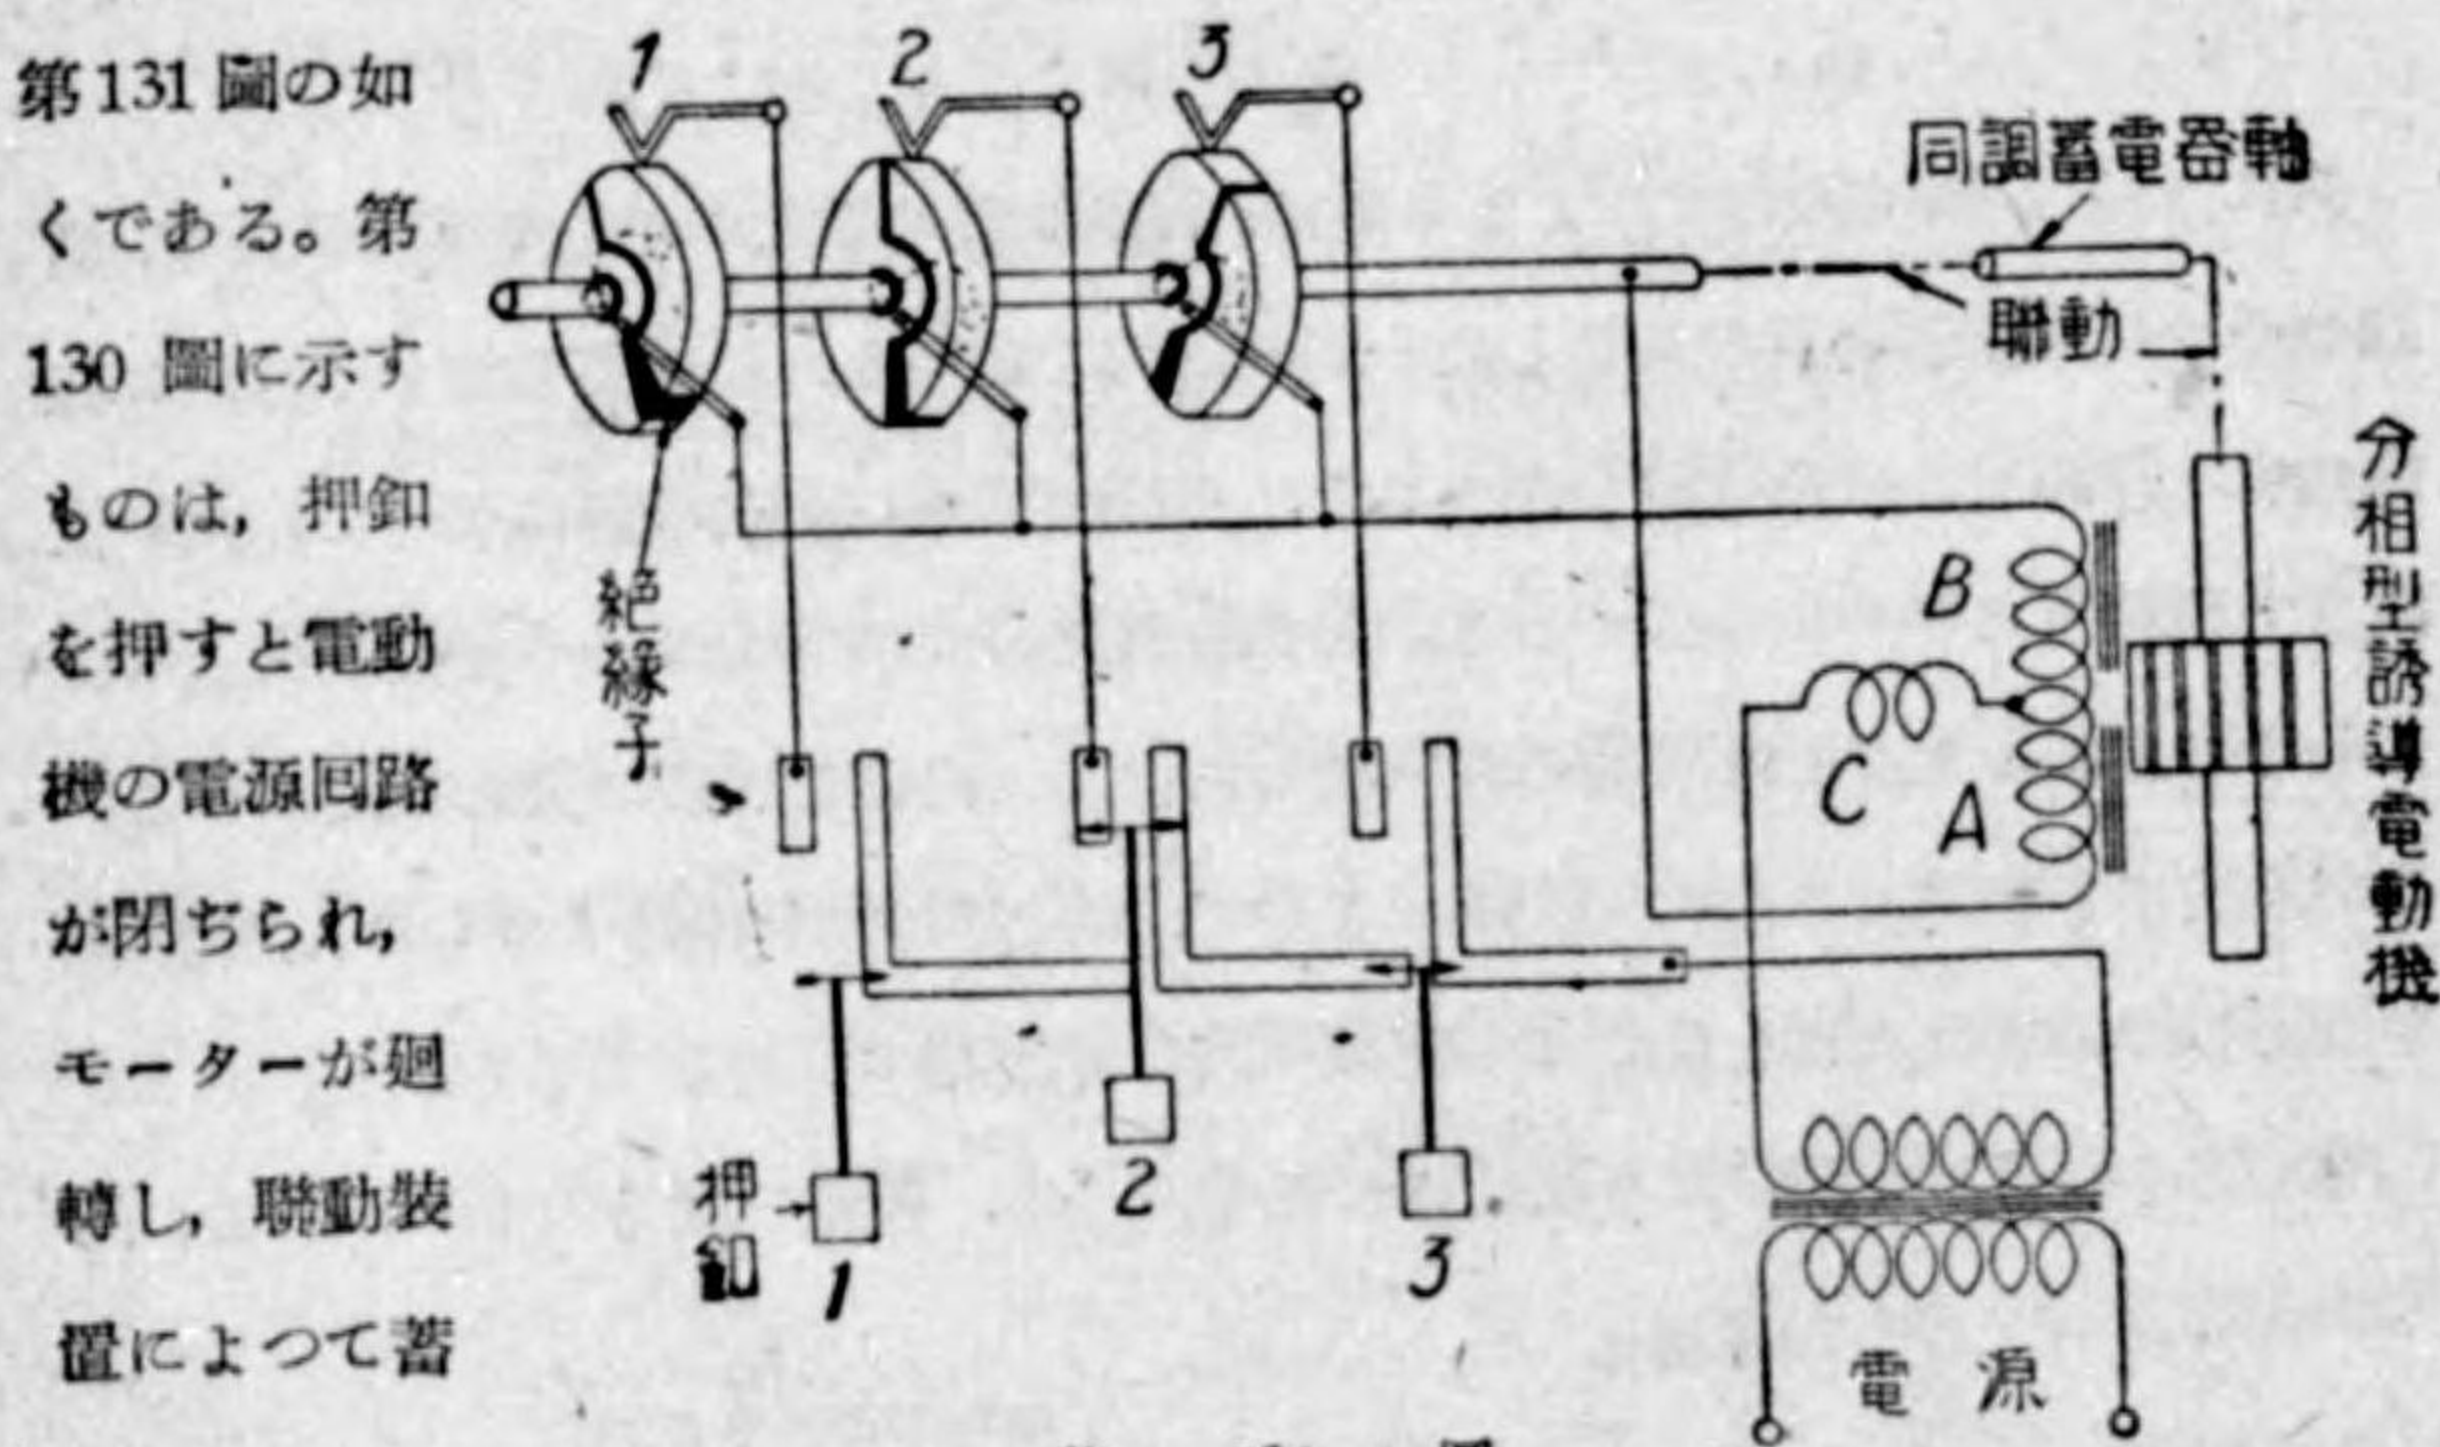 第131圖の如
くである。第
130 圖に示す
ものは，押釦
を押すと電動
機の電源回路
が閉ぢられ，
モーターが廻
轉し，聯動裝
置によつて蓄
1
2
3
同調蓄電器軸
聯動
絶緣子
B
C
A
分相型誘導電動機
押釦
1
2
3
電源